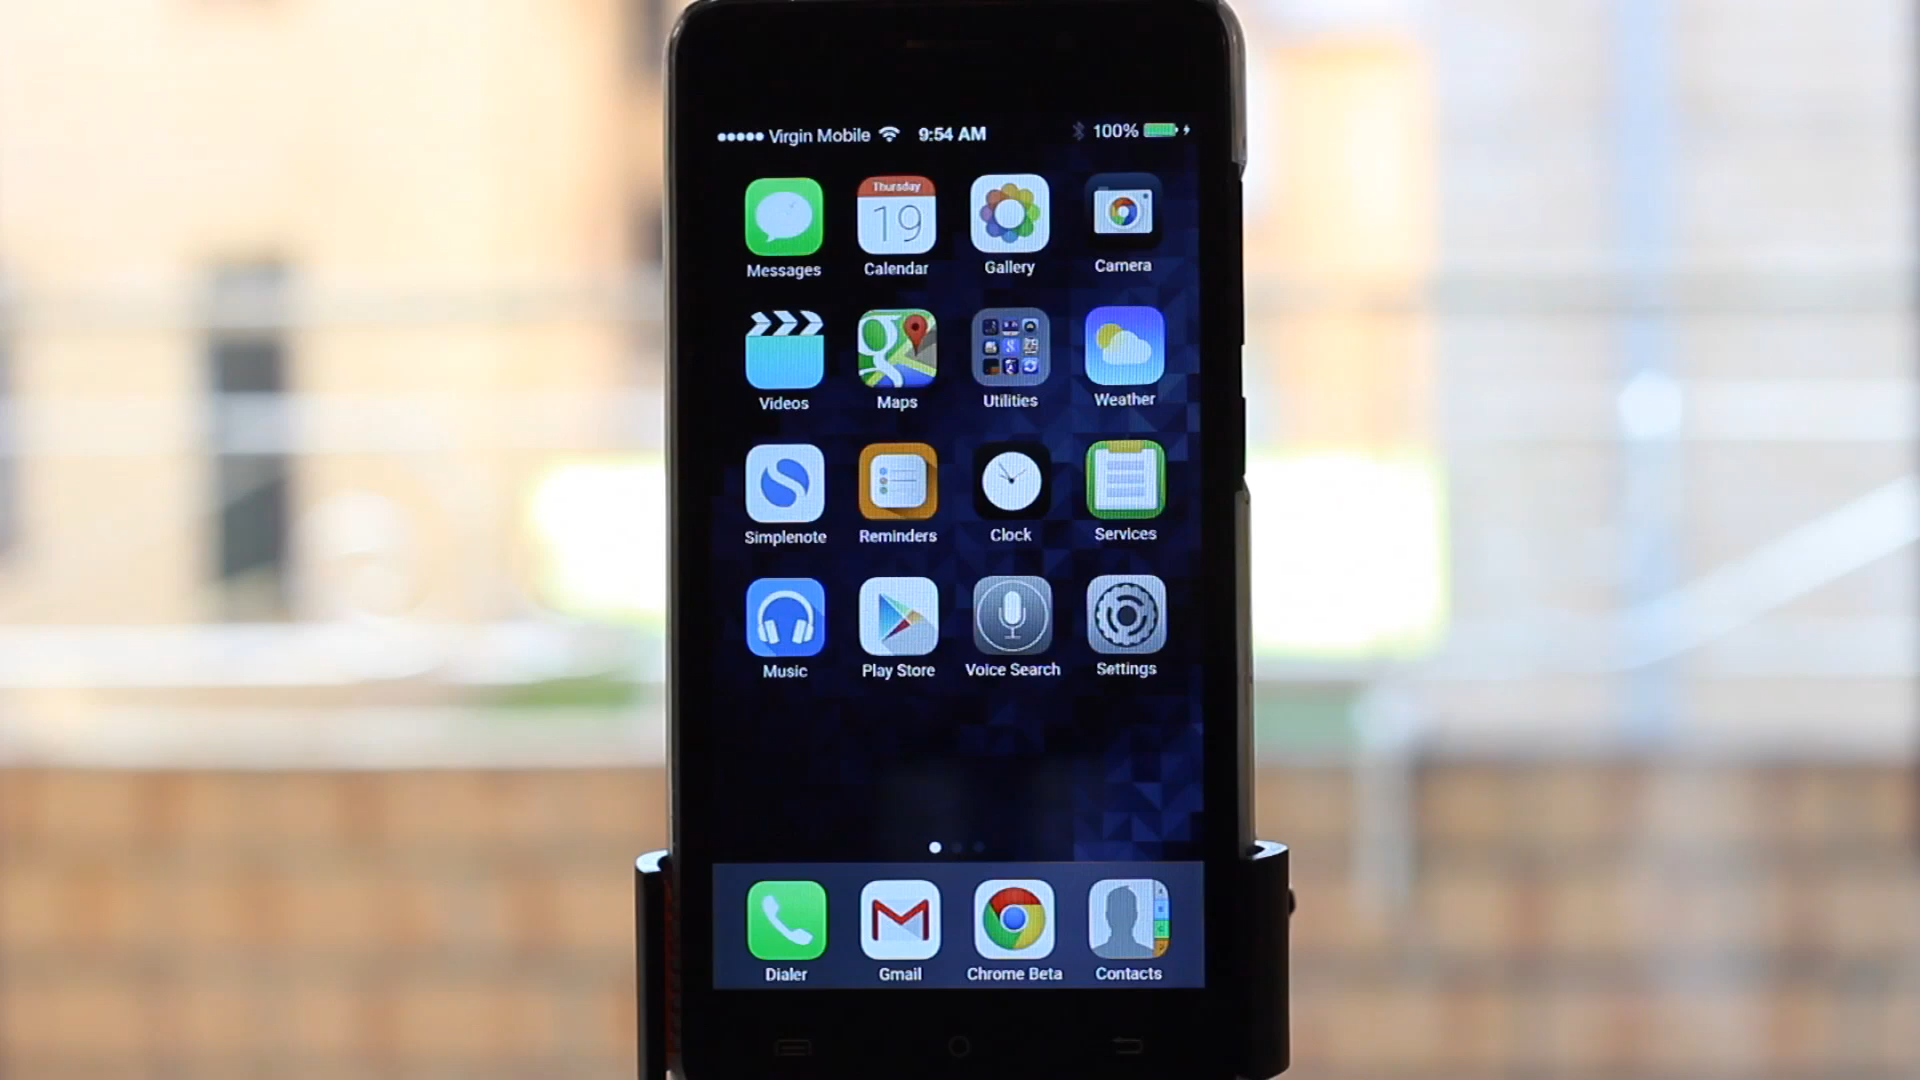 Virgin Mobile 9:54 AM 100%
Thursday
19
Messages Calendar Gallery Camera
Videos Maps Utilities Weather
Simplenote Reminders Clock Services
Music Play Store Voice Search Settings
Dialer Gmail Chrome Beta Contacts